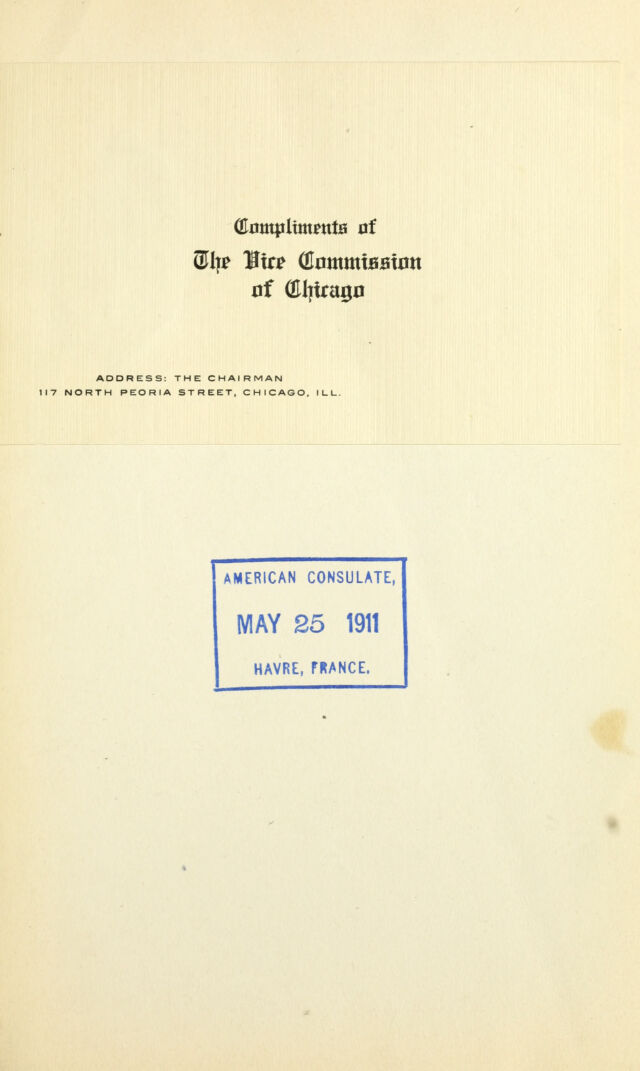 Compliments of
The Vice Commission
of Chicago
ADDRESS: THE CHAIRMAN
117 NORTH PEORIA STREET, CHICAGO, ILL.
AMERICAN CONSULATE,
MAY 25 1911
HAVRE, FRANCE.